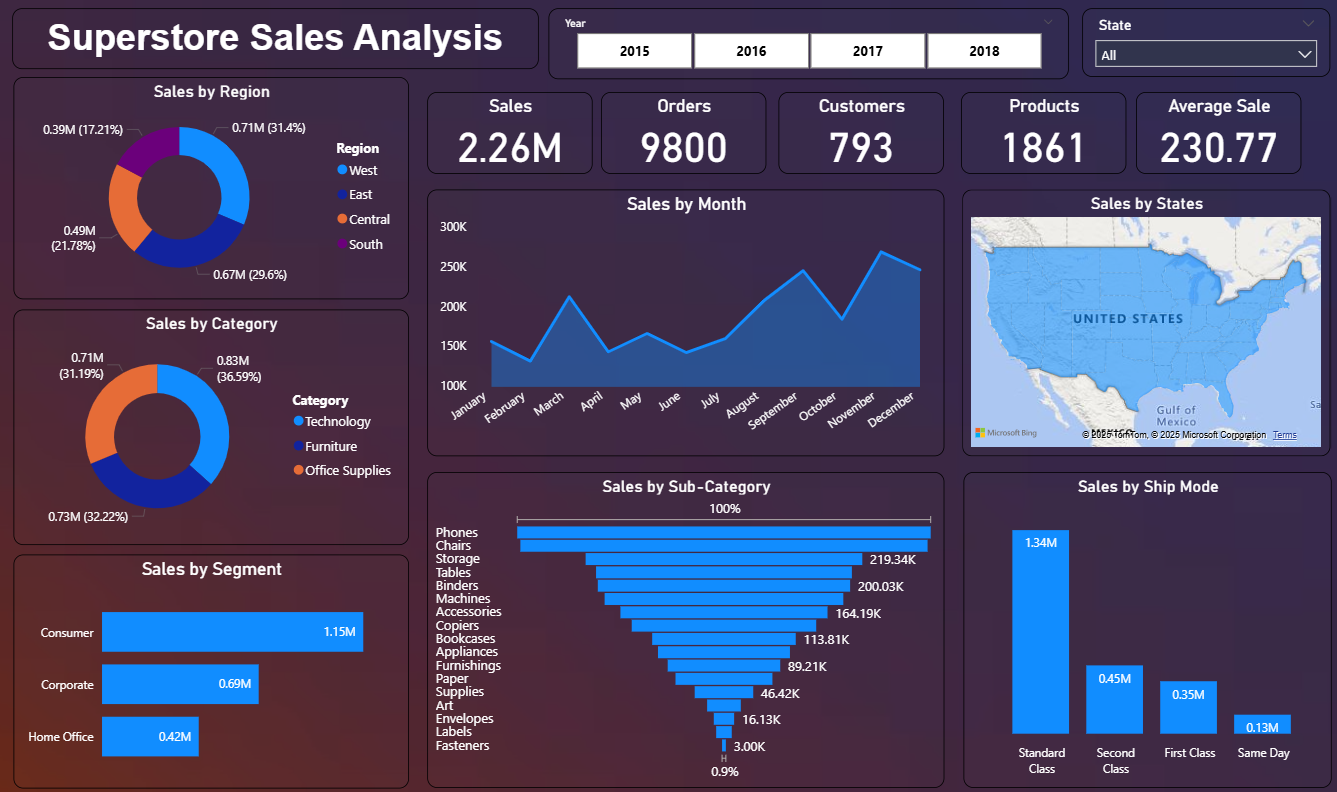 Superstore Sales Analysis
Year
2015 2016 2017 2018
State
All
Sales by Region
0.39M (17.21%)
0.71M (31.4%)
0.49M
(21.78%)
0.67M (29.6%)
Region
West
East
Central
South
Sales
2.26M
Orders
9800
Customers
793
Products
1861
Average Sale
230.77
Sales by Category
0.71M
(31.19%)
0.83M
(36.59%)
0.73M (32.22%)
Category
Technology
Furniture
Office Supplies
Sales by Month
300K
250K
200K
150K
100K
January February March April May June July August September October November December
Sales by States
UNITED STATES
Gulf of
Mexico
MEXICO
Sa
Microsoft Bing
© 2025 TomTom, © 2025 Microsoft Corporation Terms
Sales by Segment
Consumer 1.15M
Corporate 0.69M
Home Office 0.42M
Sales by Sub-Category
100%
Phones
Chairs
Storage 219.34K
Tables
Binders 200.03K
Machines
Accessories 164.19K
Copiers
Bookcases 113.81K
Appliances
Furnishings 89.21K
Paper
Supplies 46.42K
Art
Envelopes 16.13K
Labels
Fasteners 3.00K
0.9%
Sales by Ship Mode
1.34M
0.45M
0.35M
0.13M
Standard
Class
Second
Class
First Class
Same Day